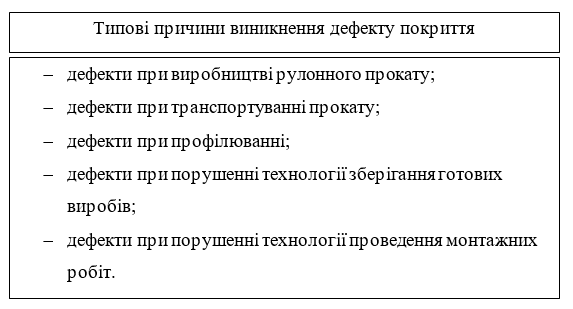 Типові причини виникнення дефекту покриття
– дефекти при виробництві рулонного прокату;
– дефекти при транспортуванні прокату;
– дефекти при профілюванні;
– дефекти при порушенні технології зберігання готових
виробів;
– дефекти при порушенні технології проведення монтажних
робіт.